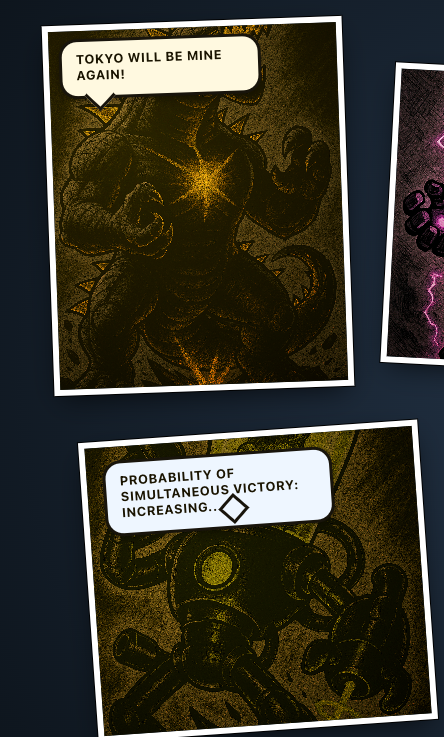 TOKYO WILL BE MINE
AGAIN!
PROBABILITY OF
SIMULTANEOUS VICTORY:
INCREASING..